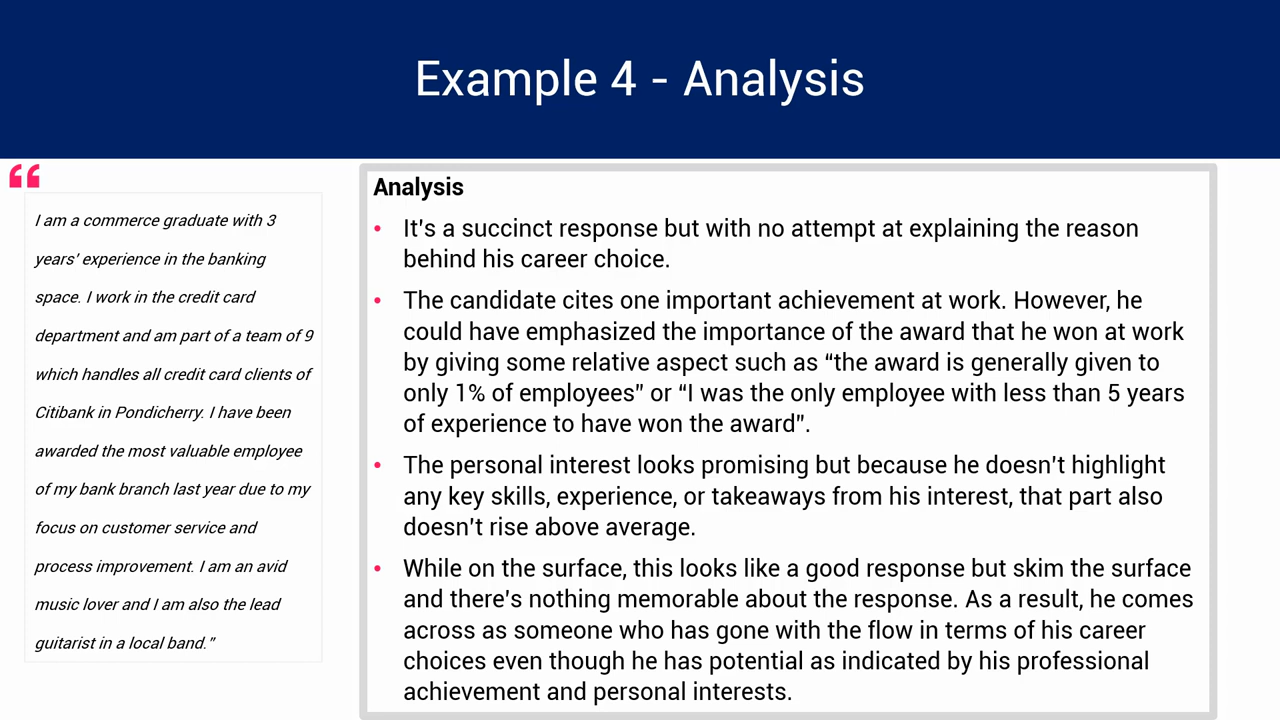 Example 4 - Analysis
“
I am a commerce graduate with 3
years’ experience in the banking
space. I work in the credit card
department and am part of a team of 9
which handles all credit card clients of
Citibank in Pondicherry. I have been
awarded the most valuable employee
of my bank branch last year due to my
focus on customer service and
process improvement. I am an avid
music lover and I am also the lead
guitarist in a local band.”
Analysis
• It’s a succinct response but with no attempt at explaining the reason
behind his career choice.
• The candidate cites one important achievement at work. However, he
could have emphasized the importance of the award that he won at work
by giving some relative aspect such as “the award is generally given to
only 1% of employees” or “I was the only employee with less than 5 years
of experience to have won the award”.
• The personal interest looks promising but because he doesn’t highlight
any key skills, experience, or takeaways from his interest, that part also
doesn’t rise above average.
• While on the surface, this looks like a good response but skim the surface
and there’s nothing memorable about the response. As a result, he comes
across as someone who has gone with the flow in terms of his career
choices even though he has potential as indicated by his professional
achievement and personal interests.